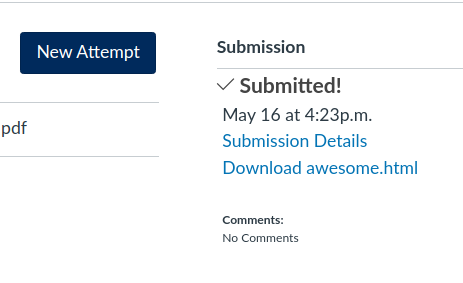 New Attempt
pdf
Submission
Submitted!
May 16 at 4:23p.m.
Submission Details
Download awesome.html
Comments:
No Comments